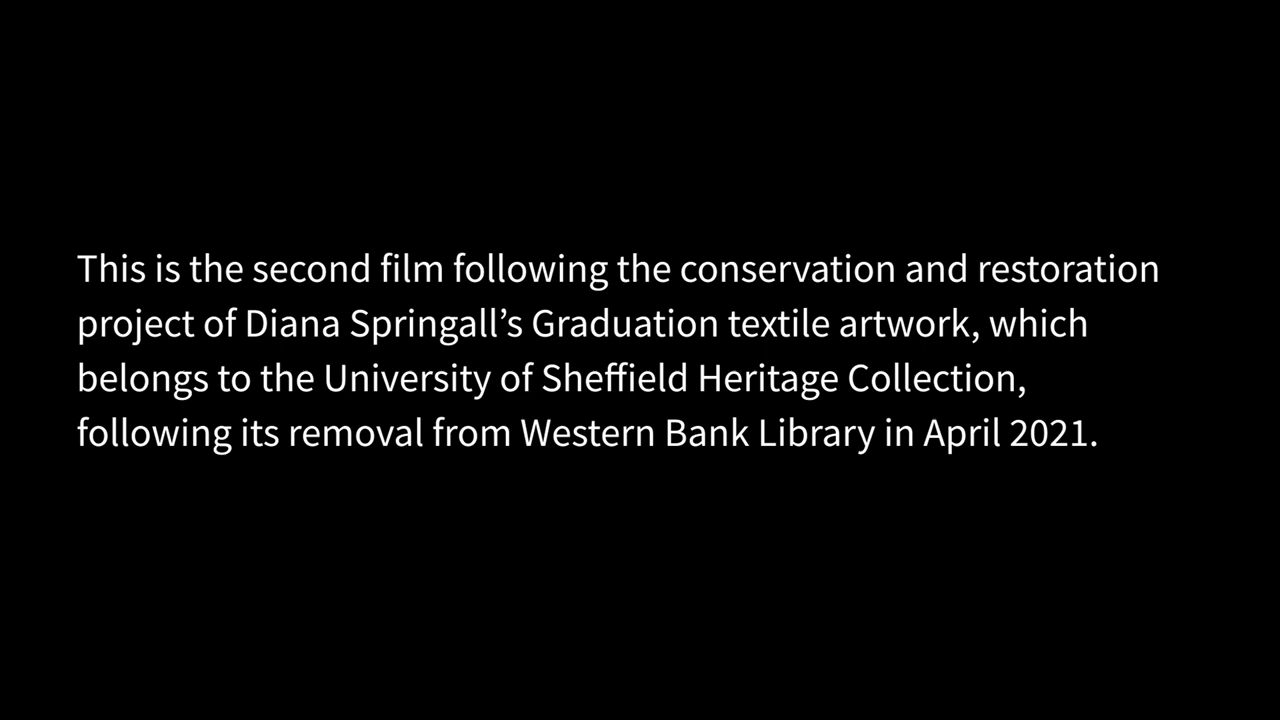 This is the second film following the conservation and restoration
project of Diana Springall’s Graduation textile artwork, which
belongs to the University of Sheffield Heritage Collection,
following its removal from Western Bank Library in April 2021.